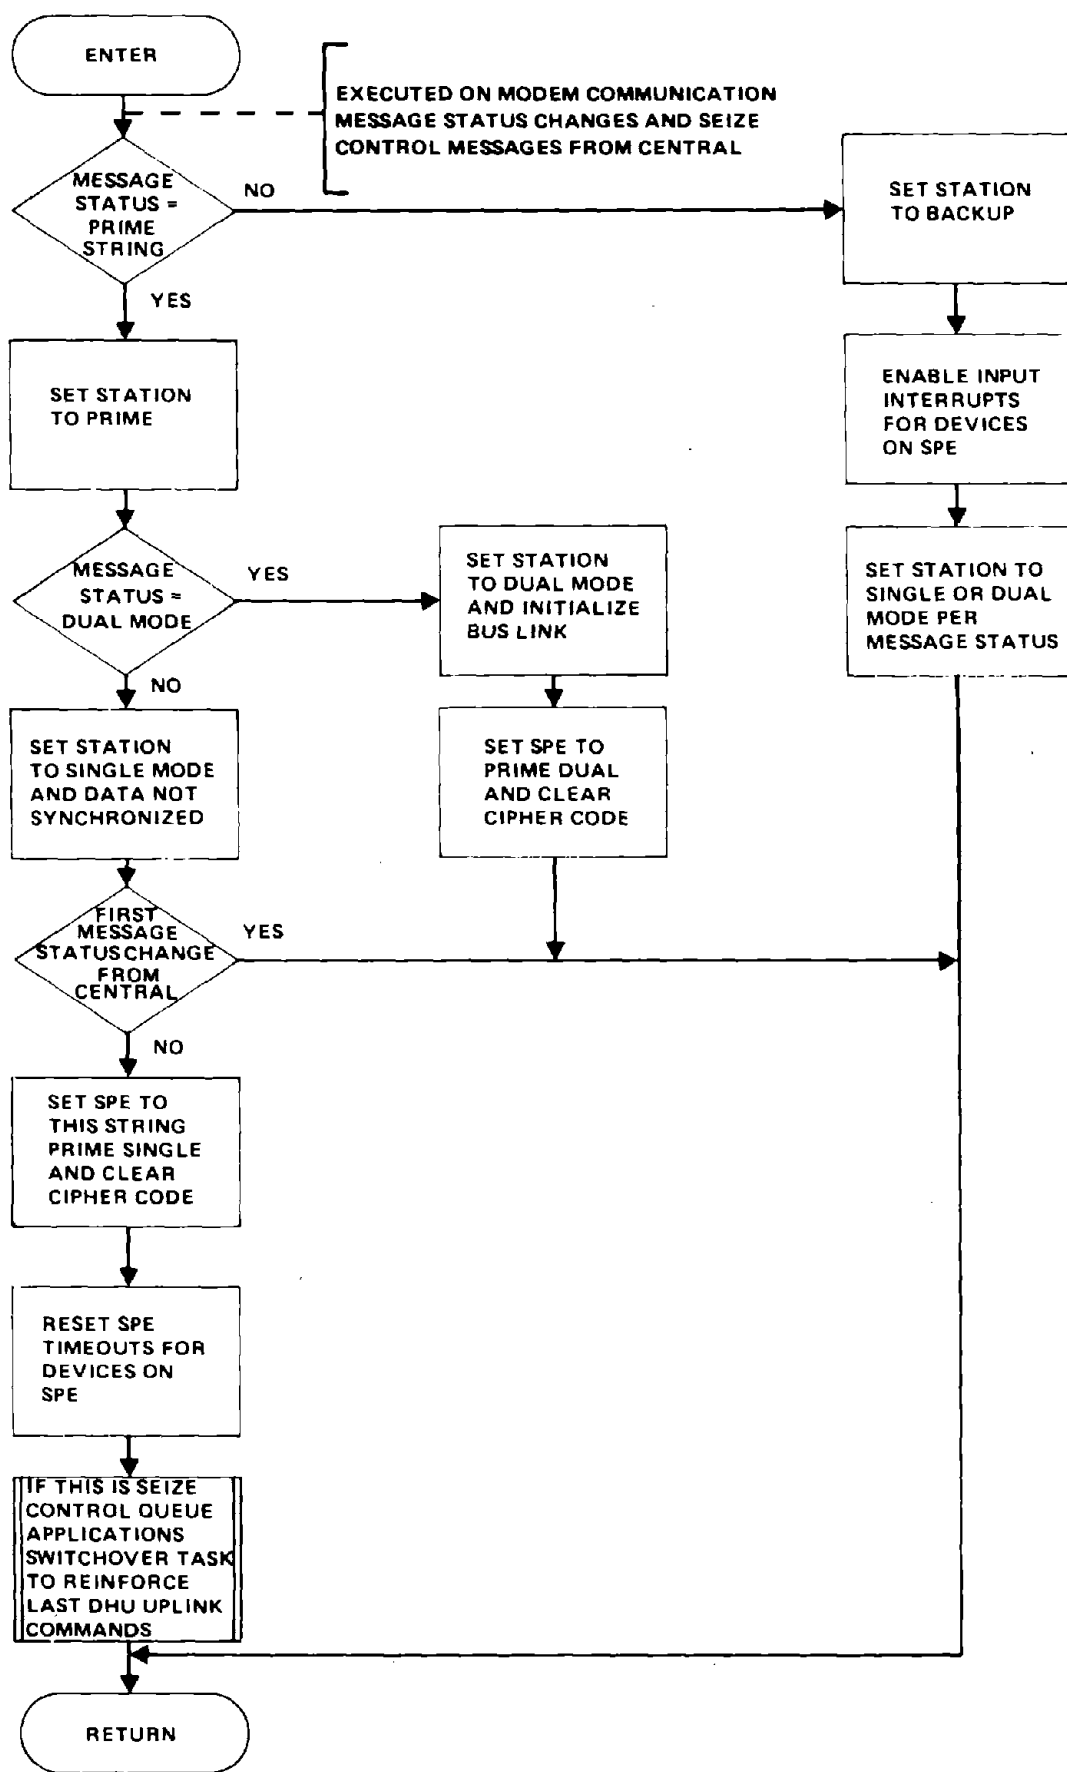 ENTER
EXECUTED ON MODEM COMMUNICATION
MESSAGE STATUS CHANGES AND SEIZE
CONTROL MESSAGES FROM CENTRAL
MESSAGE
STATUS =
PRIME
STRING
NO
YES
SET STATION
TO BACKUP
SET STATION
TO PRIME
ENABLE INPUT
INTERRUPTS
FOR DEVICES
ON SPE
MESSAGE
STATUS =
DUAL MODE
YES
NO
SET STATION
TO DUAL MODE
AND INITIALIZE
BUS LINK
SET STATION TO
SINGLE OR DUAL
MODE PER
MESSAGE STATUS
SET STATION
TO SINGLE MODE
AND DATA NOT
SYNCHRONIZED
SET SPE TO
PRIME DUAL
AND CLEAR
CIPHER CODE
FIRST
MESSAGE
STATUS CHANGE
FROM
CENTRAL
YES
NO
SET SPE TO
THIS STRING
PRIME SINGLE
AND CLEAR
CIPHER CODE
RESET SPE
TIMEOUTS FOR
DEVICES ON
SPE
IF THIS IS SEIZE
CONTROL QUEUE
APPLICATIONS
SWITCHOVER TASK
TO REINFORCE
LAST DHU UPLINK
COMMANDS
RETURN